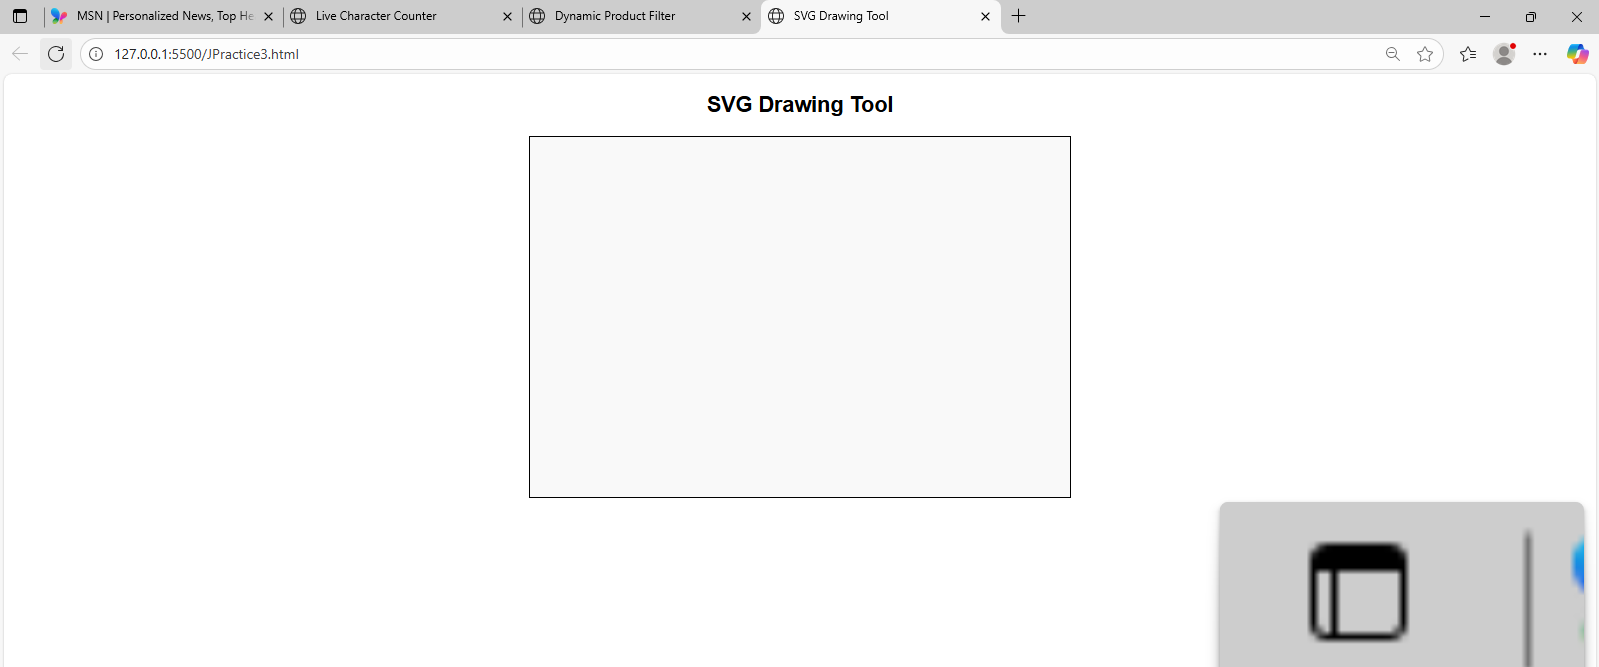 MSN | Personalized News, Top He
Live Character Counter
Dynamic Product Filter
SVG Drawing Tool
127.0.0.1:5500/JPractice3.html
SVG Drawing Tool